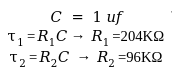 C = 1 uf
τ1 = R1C → R1 =204KΩ
τ2 = R2C → R2 =96KΩ